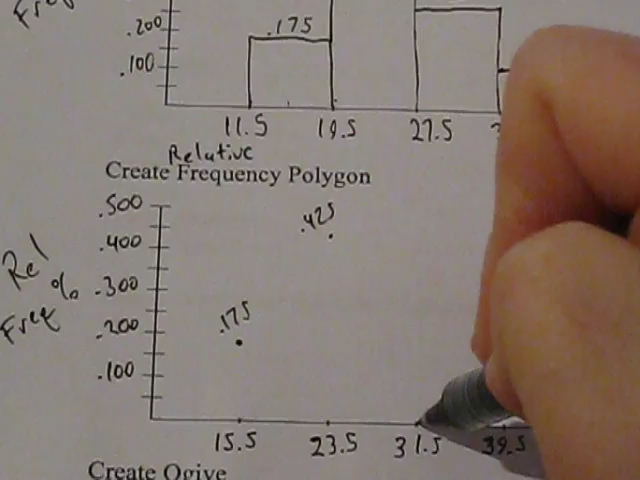 .200
.175
.100
11.5 19.5 27.5
Relative
Create Frequency Polygon
.500
.425
.400
Rel
%
Freq
.300
.175
.200
.100
15.5 23.5 31.5 39.5
Create Ogive